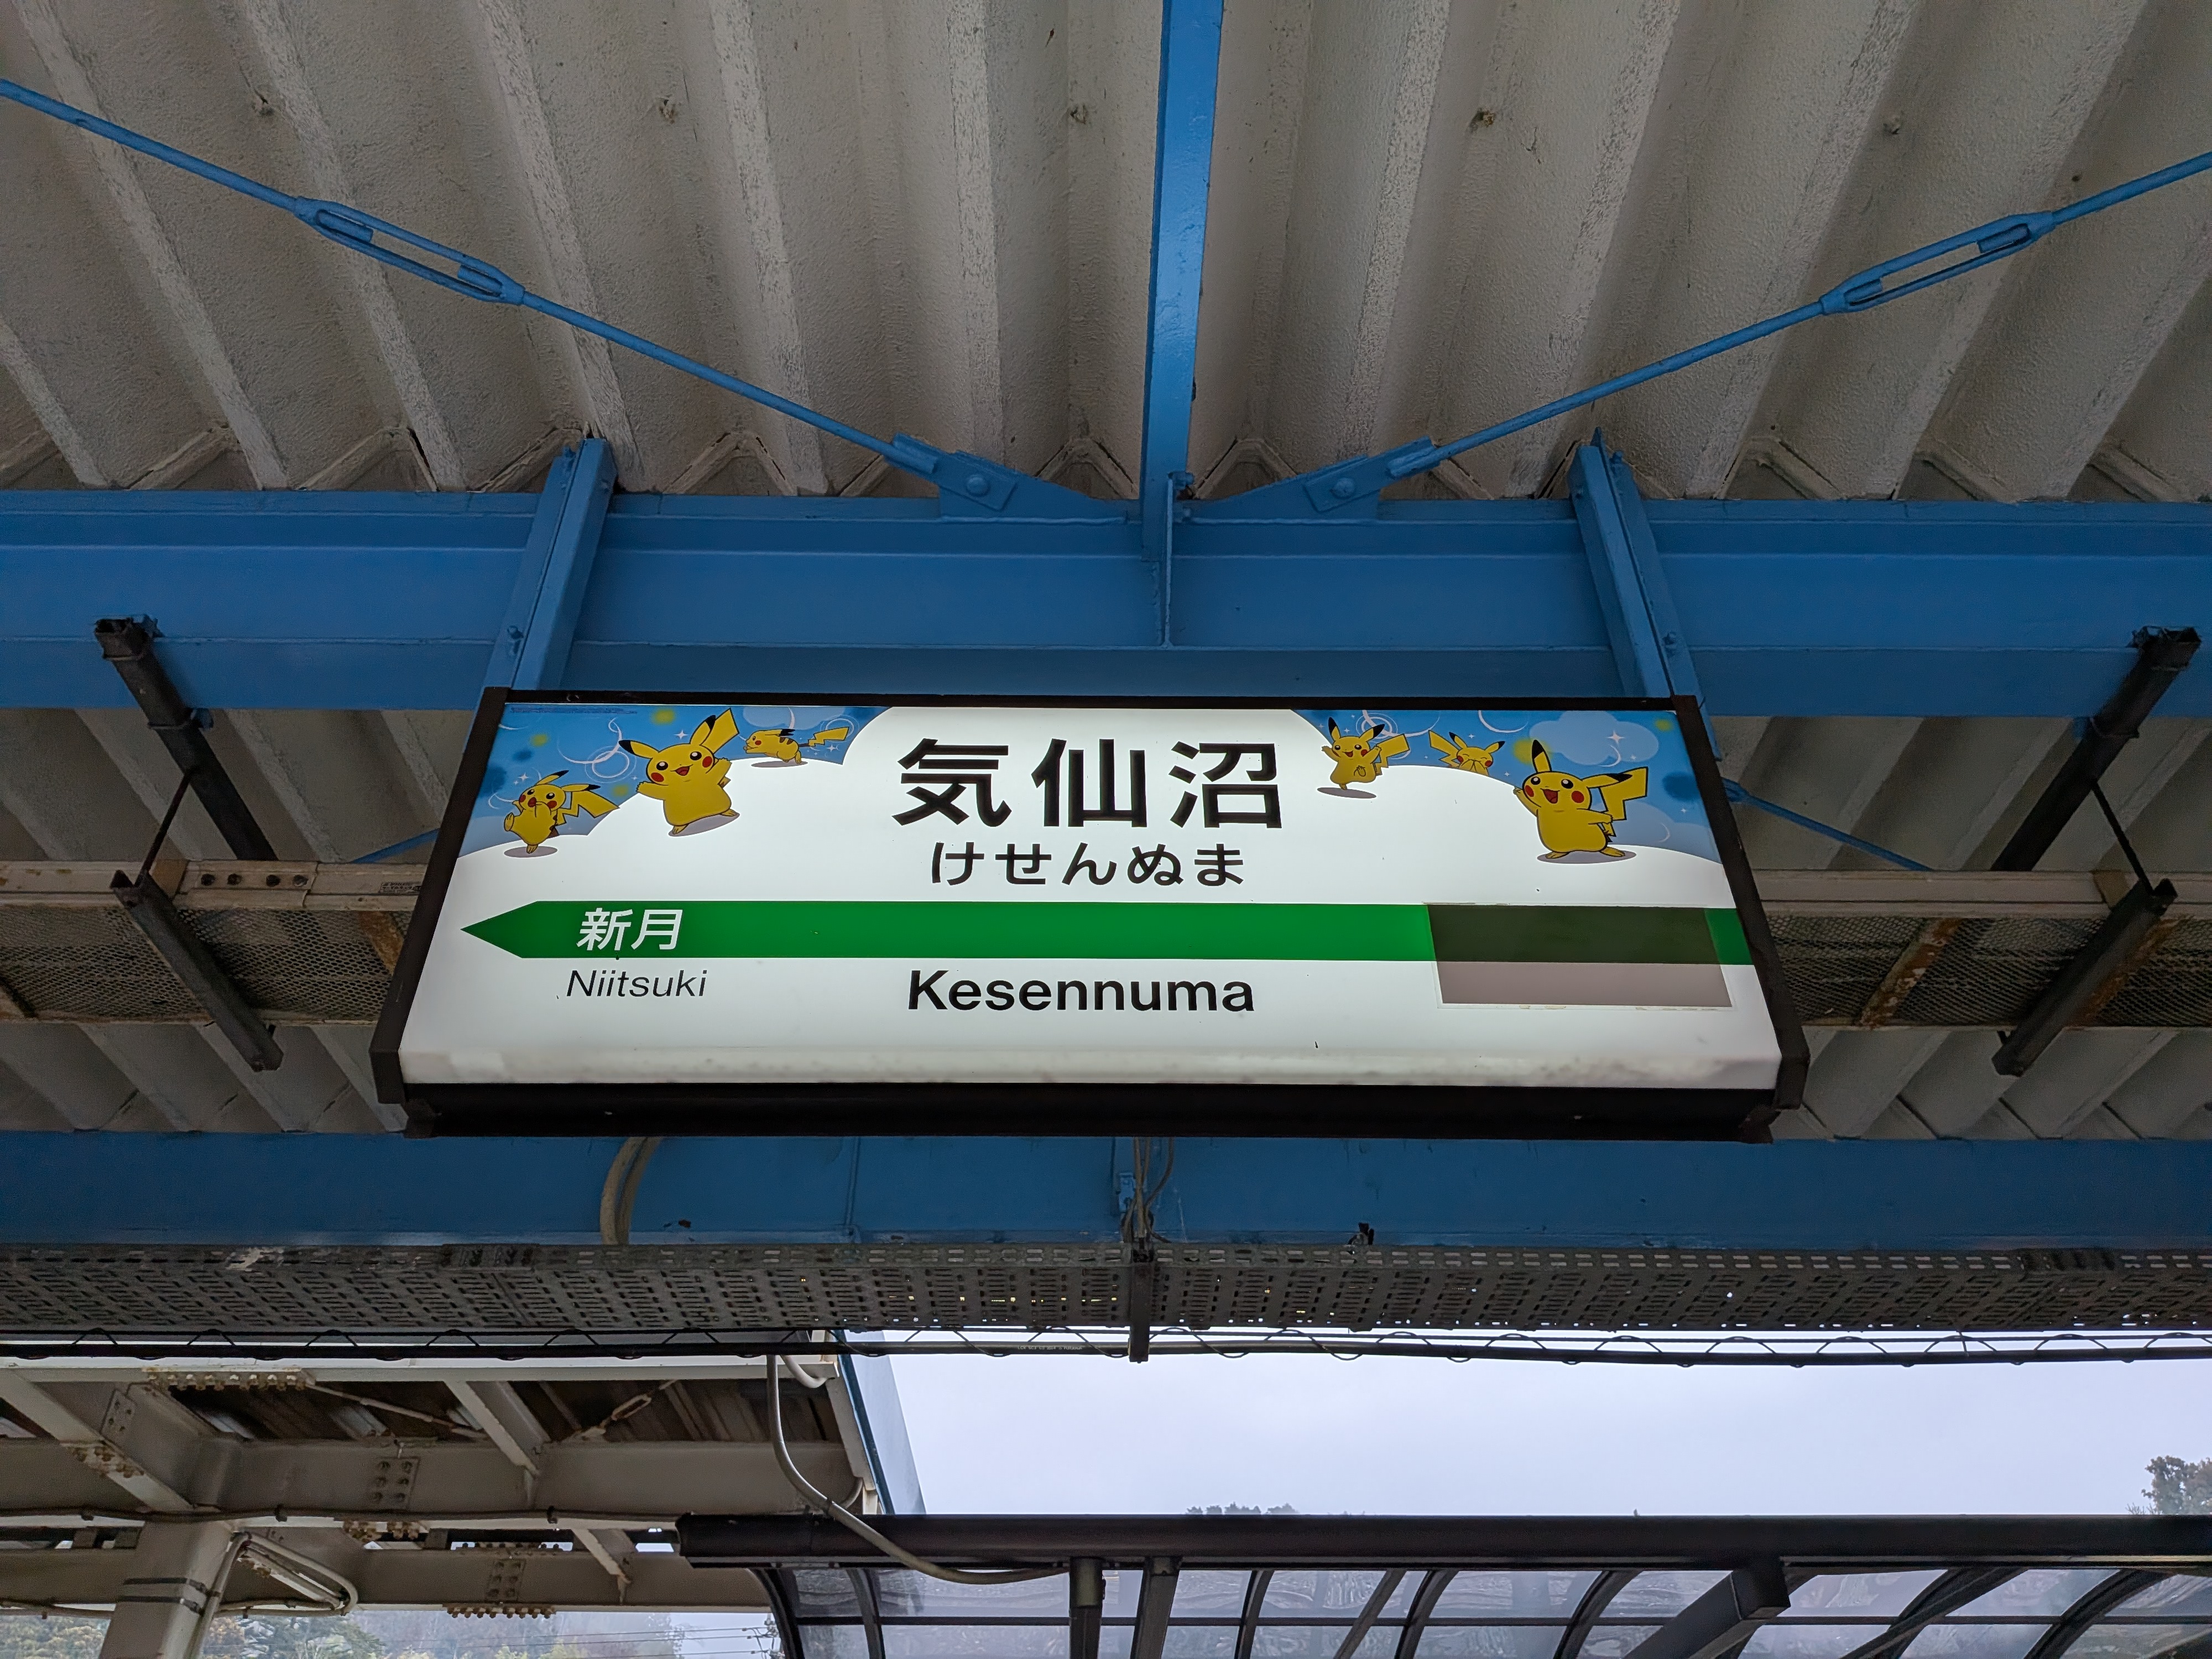 気仙沼
けせんぬま
新月
Niitsuki
Kesennuma